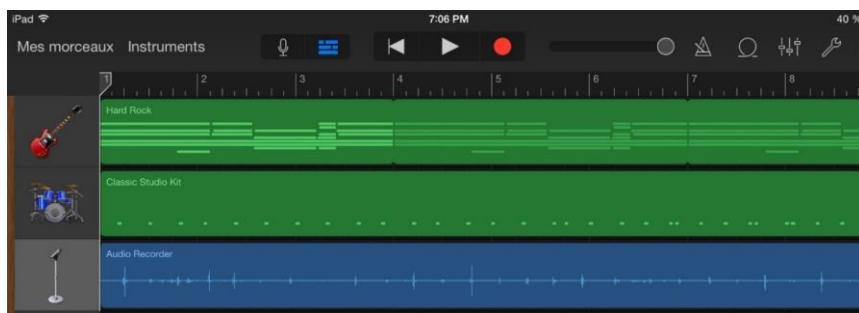 iPad 7:06 PM 40 %
Mes morceaux Instruments
1 2 3 4 5 6 7 8
Hard Rock
Classic Studio Kit
Audio Recorder